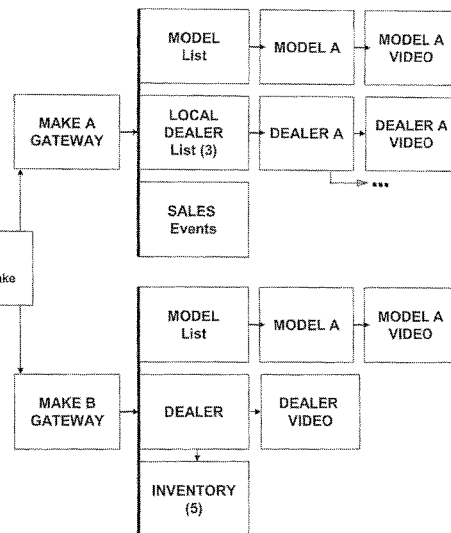 MODEL
List
MODEL A
MODEL A
VIDEO
MAKE A
GATEWAY
LOCAL
DEALER
List (3)
DEALER A
DEALER A
VIDEO
...
SALES
Events
MODEL
List
MODEL A
MODEL A
VIDEO
MAKE B
GATEWAY
DEALER
DEALER
VIDEO
INVENTORY
(5)